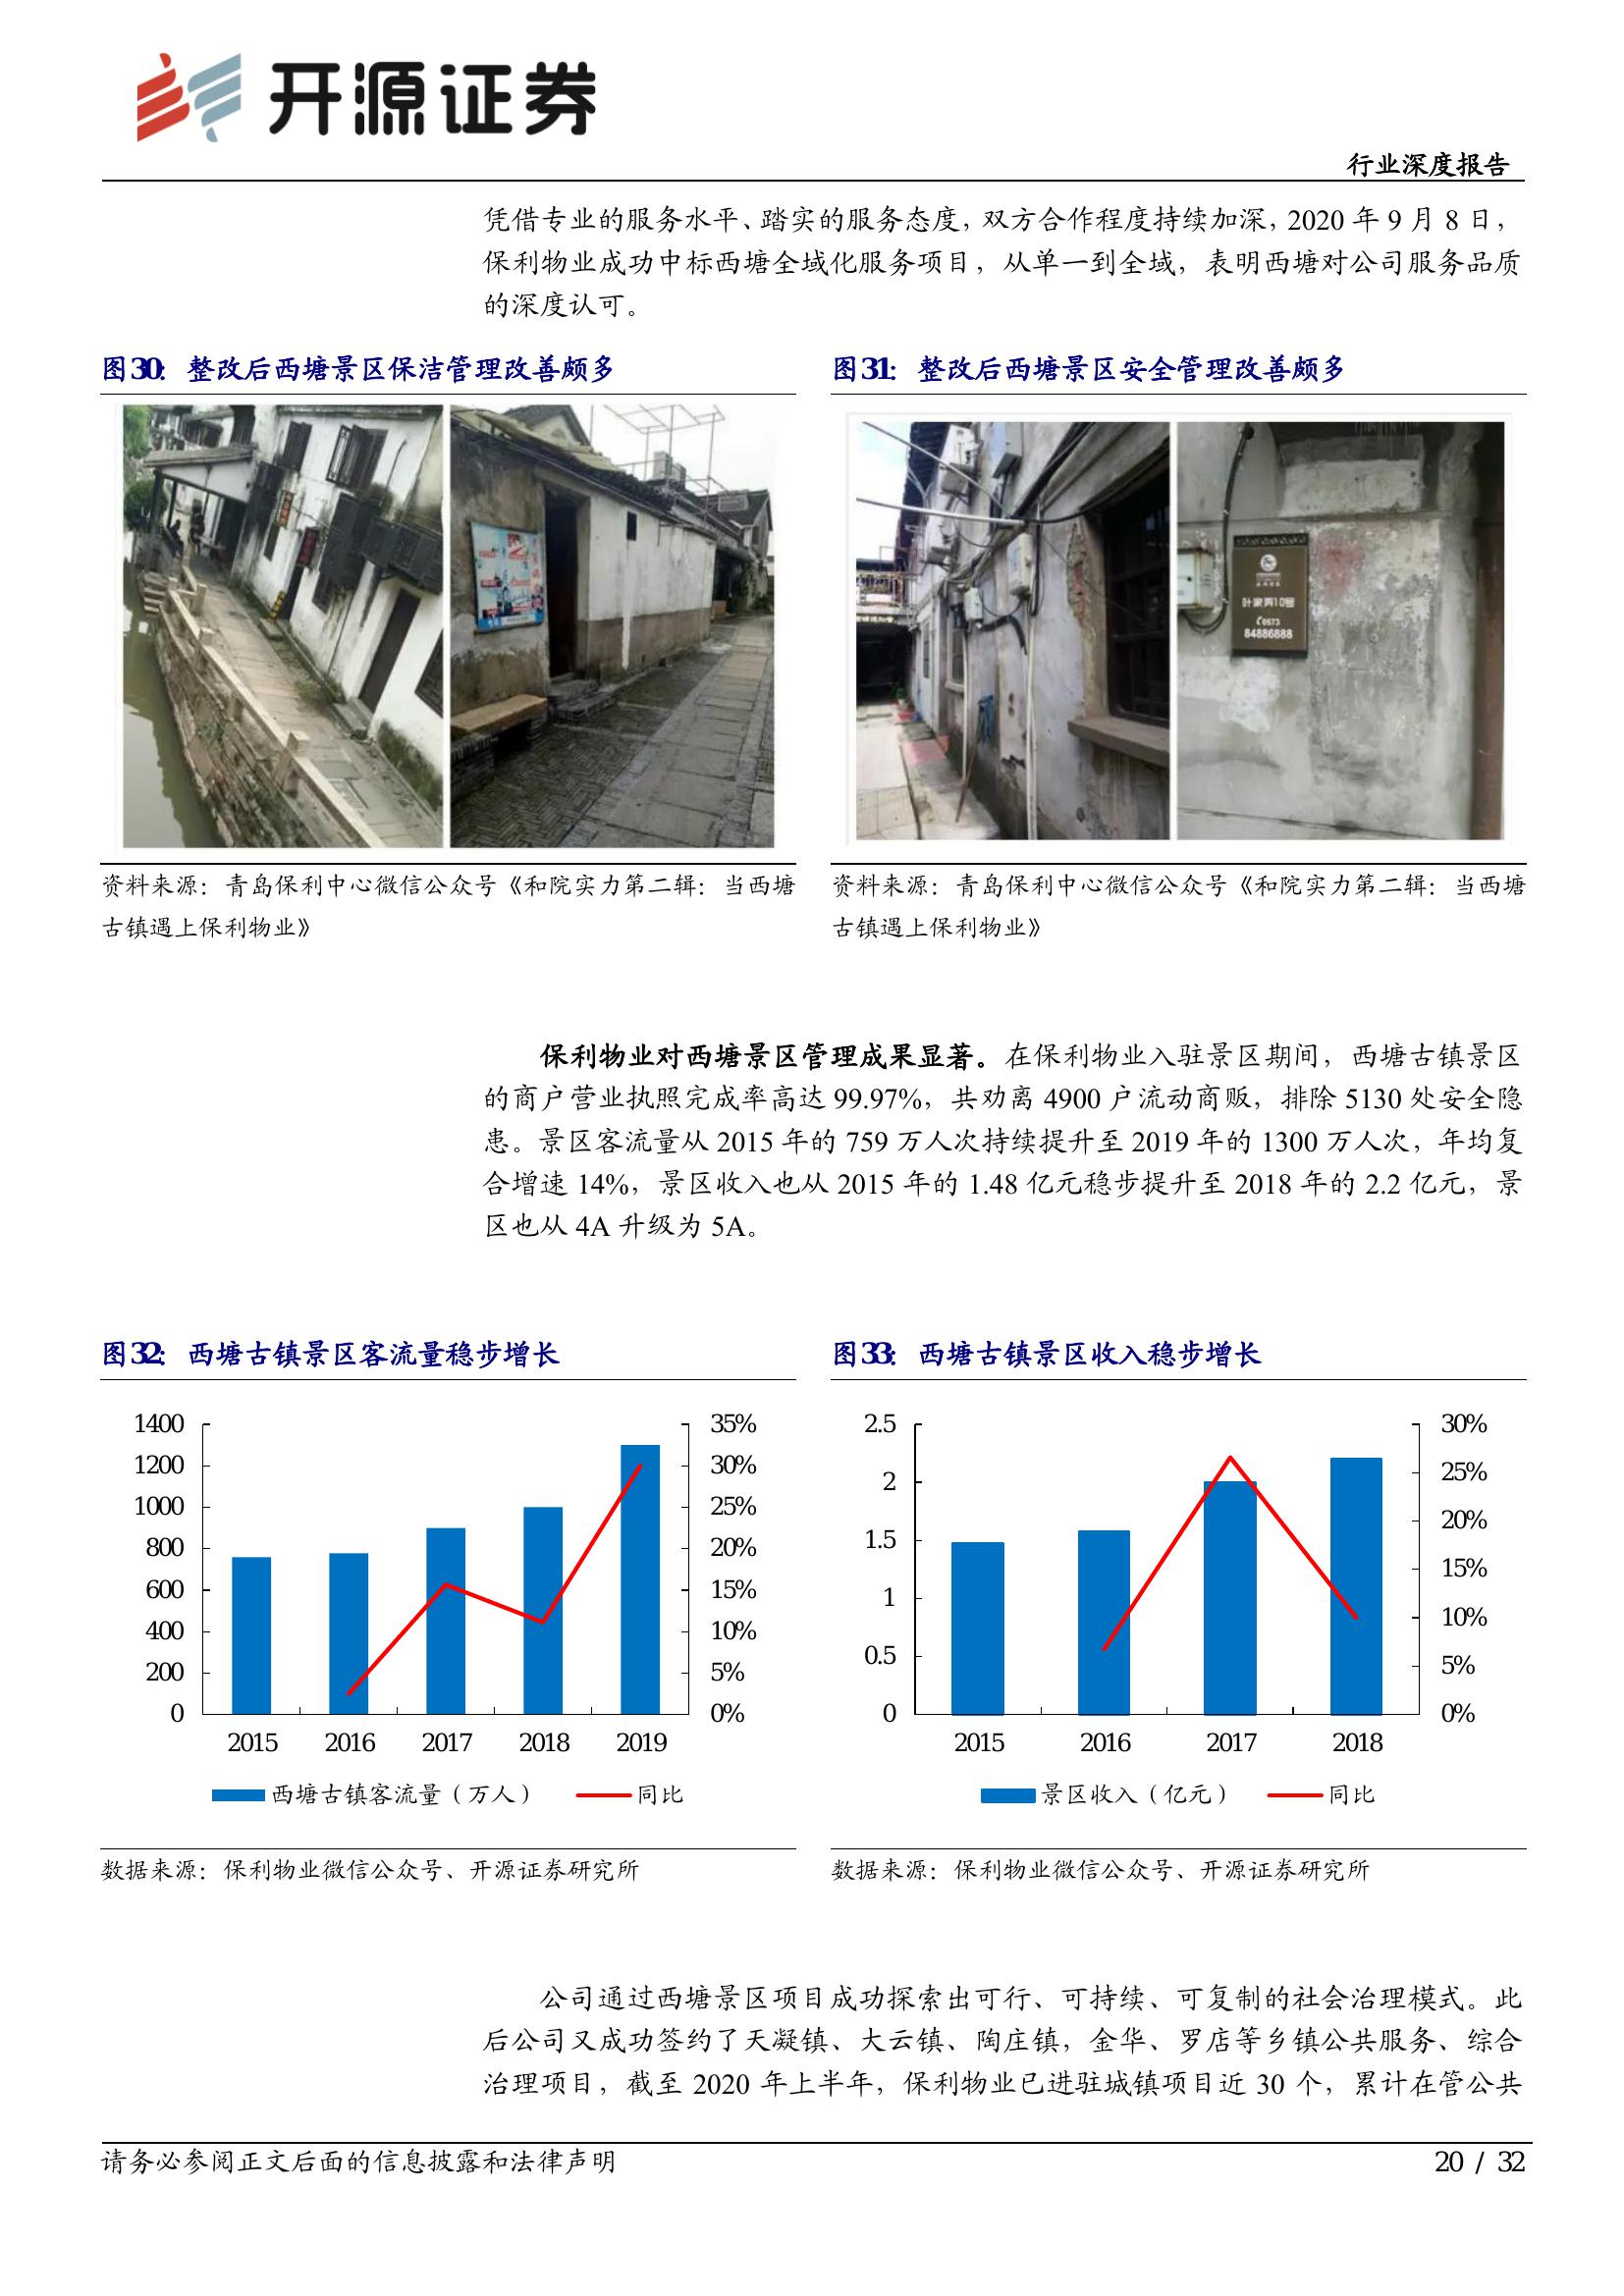 开源证券
行业深度报告
凭借专业的服务水平、踏实的服务态度，双方合作程度持续加深，2020 年 9 月 8 日，
保利物业成功中标西塘全域化服务项目，从单一到全域，表明西塘对公司服务品质
的深度认可。
图30：整改后西塘景区保洁管理改善颇多
图31：整改后西塘景区安全管理改善颇多
叶家弄10号
0573
84886888
资料来源：青岛保利中心微信公众号《和院实力第二辑：当西塘
古镇遇上保利物业》
资料来源：青岛保利中心微信公众号《和院实力第二辑：当西塘
古镇遇上保利物业》
保利物业对西塘景区管理成果显著。在保利物业入驻景区期间，西塘古镇景区
的商户营业执照完成率高达 99.97%，共劝离 4900 户流动商贩，排除 5130 处安全隐
患。景区客流量从 2015 年的 759 万人次持续提升至 2019 年的 1300 万人次，年均复
合增速 14%，景区收入也从 2015 年的 1.48 亿元稳步提升至 2018 年的 2.2 亿元，景
区也从 4A 升级为 5A。
图32：西塘古镇景区客流量稳步增长
1400
1200
1000
800
600
400
200
0
35%
30%
25%
20%
15%
10%
5%
0%
2015 2016 2017 2018 2019
西塘古镇客流量（万人） 同比
数据来源：保利物业微信公众号、开源证券研究所
图33：西塘古镇景区收入稳步增长
2.5
2
1.5
1
0.5
0
30%
25%
20%
15%
10%
5%
0%
2015 2016 2017 2018
景区收入（亿元） 同比
数据来源：保利物业微信公众号、开源证券研究所
公司通过西塘景区项目成功探索出可行、可持续、可复制的社会治理模式。此
后公司又成功签约了天凝镇、大云镇、陶庄镇，金华、罗店等乡镇公共服务、综合
治理项目，截至 2020 年上半年，保利物业已进驻城镇项目近 30 个，累计在管公共
请务必参阅正文后面的信息披露和法律声明
20 / 32